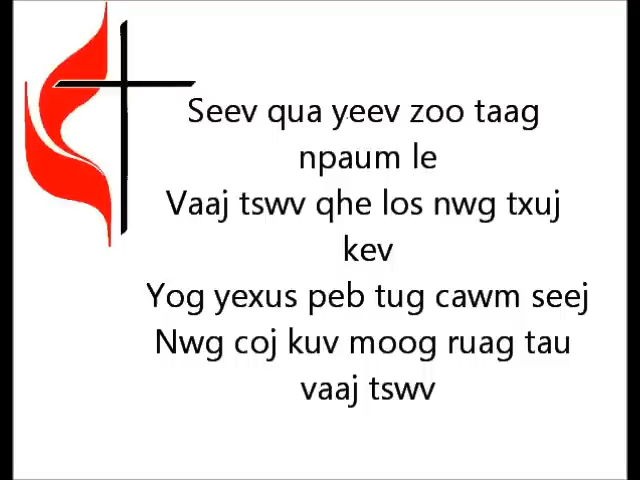 Seev qua yeev zoo taag
npaum le
Vaaj tswv qhe los nwg txuj
kev
Yog yexus peb tug cawm seej
Nwg coj kuv moog ruag tau
vaaj tswv